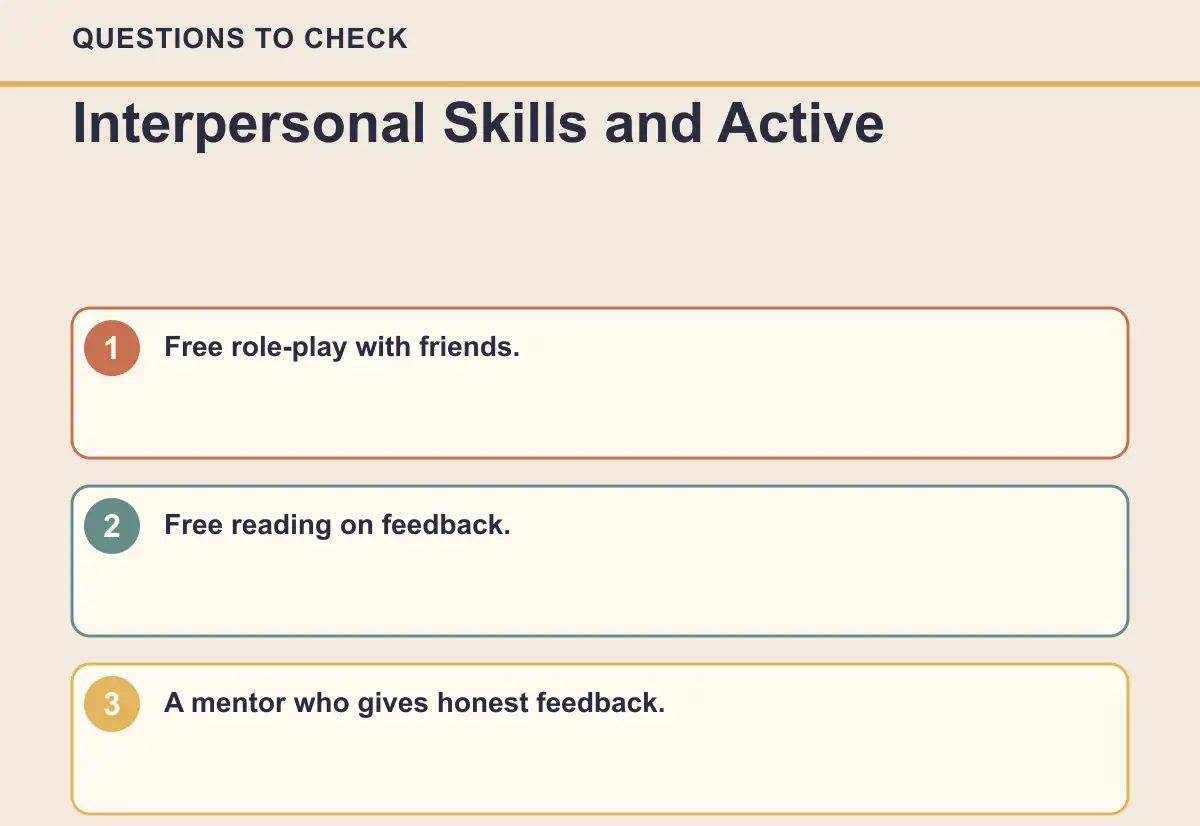 QUESTIONS TO CHECK
Interpersonal Skills and Active
1 Free role-play with friends.
2 Free reading on feedback.
3 A mentor who gives honest feedback.